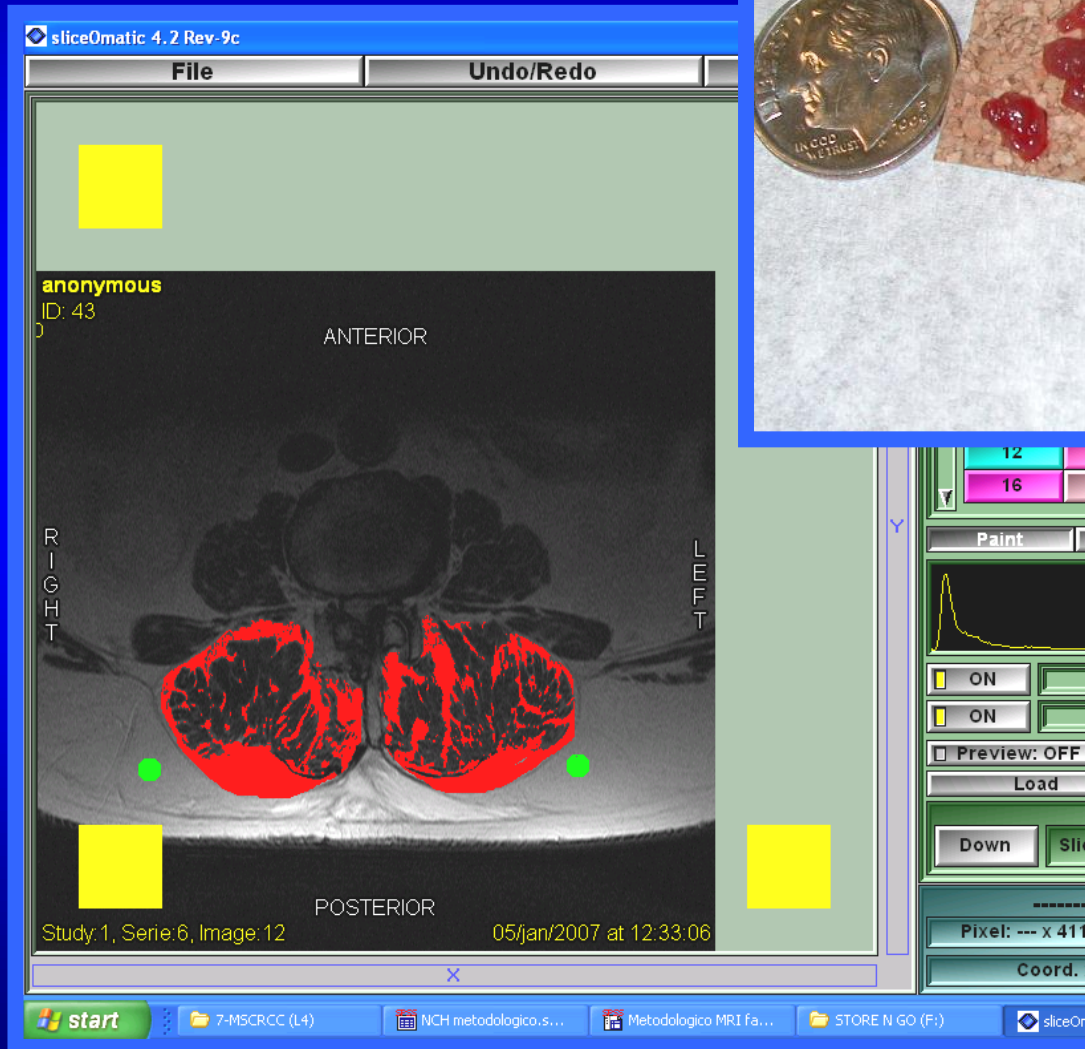 sliceOmatic 4.2 Rev-9c
File Undo/Redo
IN GOD
WE TRUST
anonymous
ID: 43
ANTERIOR
RIGHT
LEFT
POSTERIOR
Study:1, Serie:6, Image:12 05/jan/2007 at 12:33:06
X
Y
12
16
Paint
ON
ON
Preview: OFF
Load
Down
Pixel: --- x 411
Coord.
start 7-MSCRCC (L4) NCH metodologico.s... Metodologico MRI fa... STORE N GO (F:)